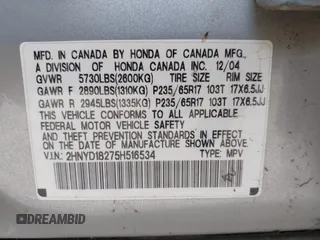 MFD. IN CANADA BY HONDA OF CANADA MFG.,
A DIVISION OF HONDA CANADA INC. 12/04
GVWR 5730LBS(2600KG) TIRE SIZE RIM SIZE
GAWR F 2890LBS(1310KG) P235/65R17 103T 17X6.5JJ
GAWR R 2945LBS(1335KG) P235/65R17 103T 17X6.5JJ
THIS VEHICLE CONFORMS TO ALL APPLICABLE
FEDERAL MOTOR VEHICLE SAFETY
AND THEFT PREVENTION STANDARDS IN EFFECT ON
THE DATE OF MANUFACTURE SHOWN ABOVE.
V.I.N: 2HNYD18275H516534 TYPE: MPV
DREAMBID